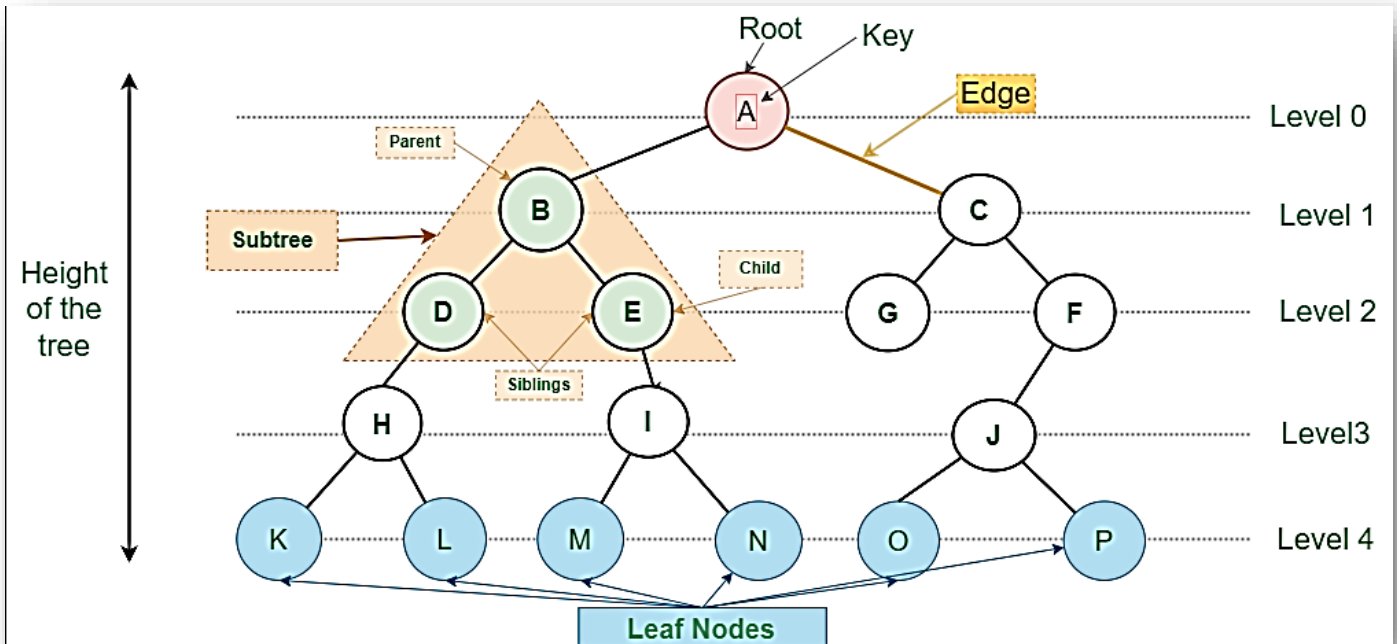 Root
Key
A
Edge
Level 0
Parent
B
C
Level 1
Subtree
Child
Height
of the
tree
D
E
G
F
Level 2
Siblings
H
I
J
Level3
K
L
M
N
O
P
Level 4
Leaf Nodes